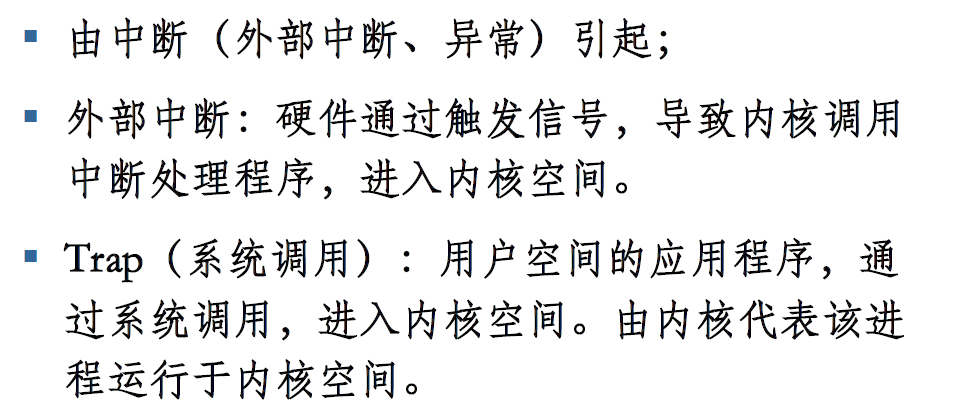 ▪ 由中断（外部中断、异常）引起；
▪ 外部中断：硬件通过触发信号，导致内核调用
中断处理程序，进入内核空间。
▪ Trap（系统调用）：用户空间的应用程序，通
过系统调用，进入内核空间。由内核代表该进
程运行于内核空间。